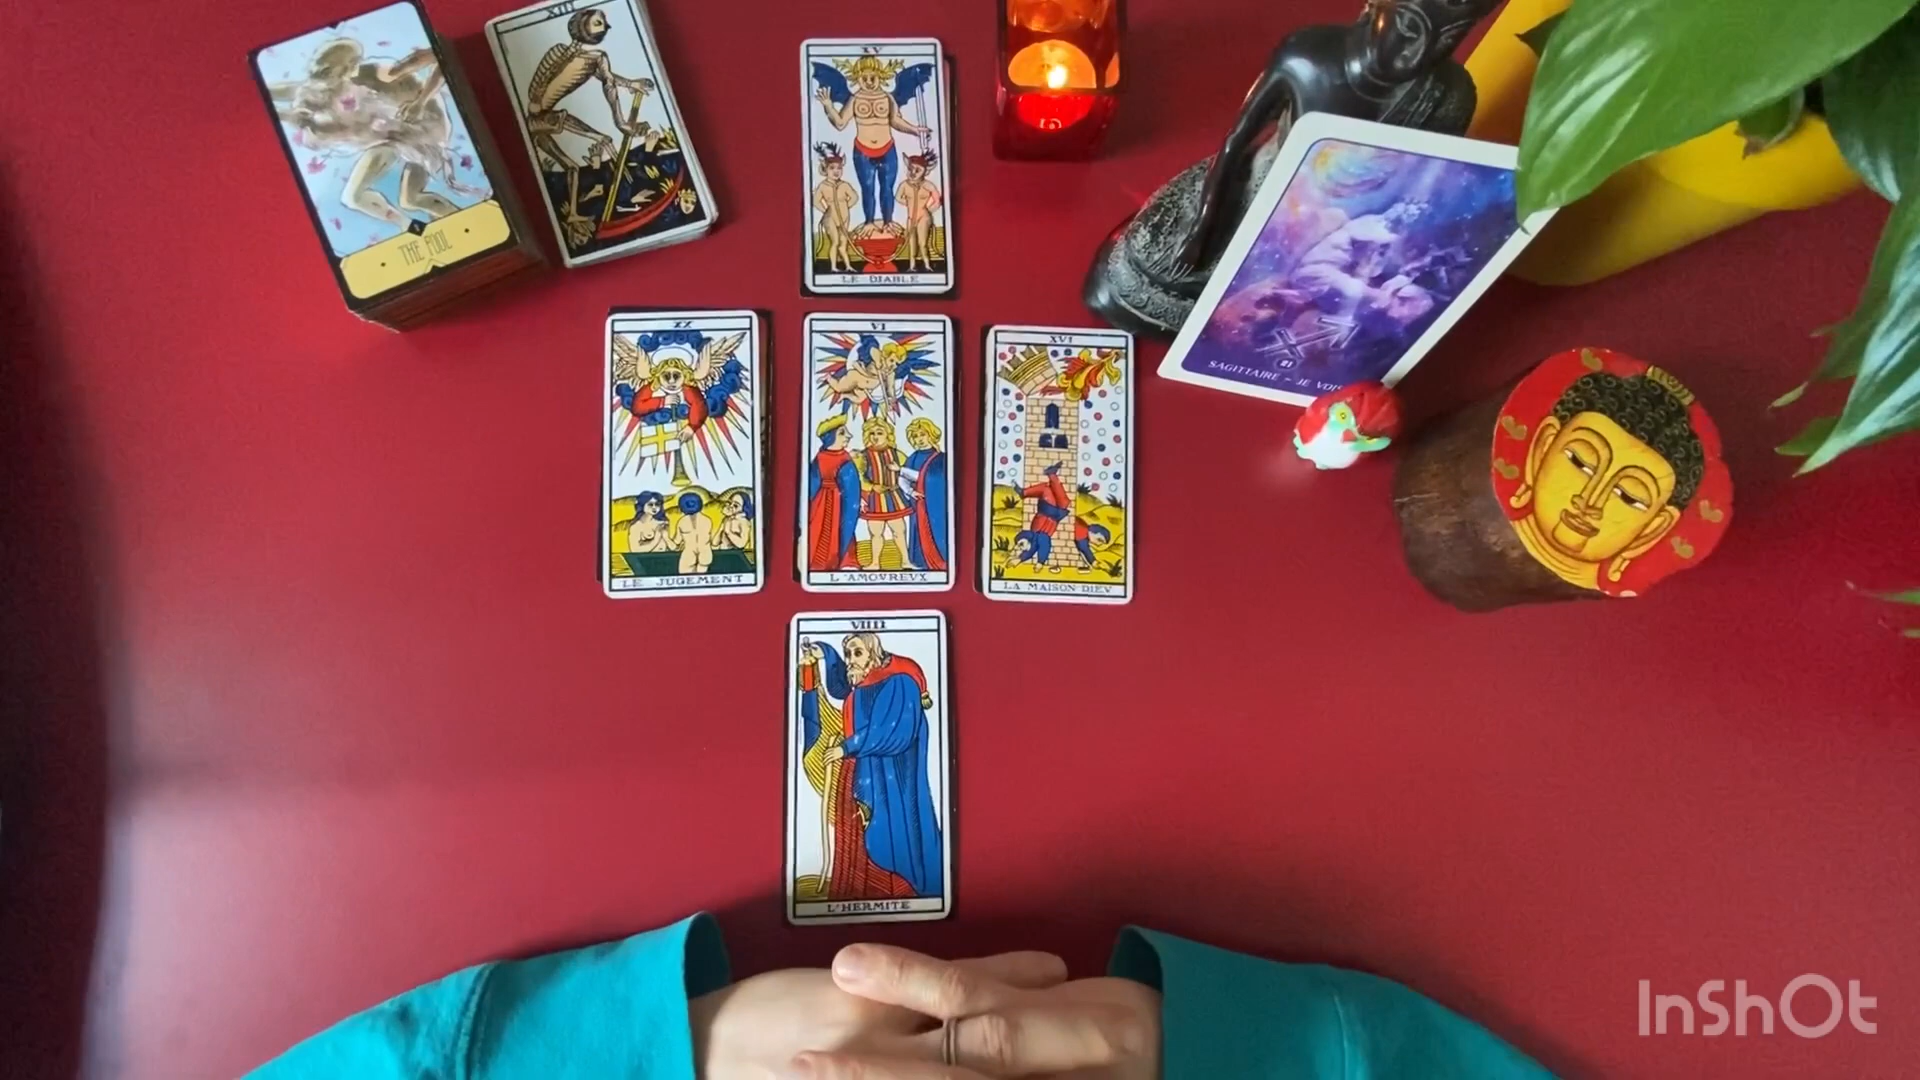 XIII
THE FOOL
XV
LE DIABLE
XX
LE JUGEMENT
VI
L'AMOVREVX
XVI
LA MAISON DIEV
21
SAGITTAIRE - JE
VIIII
L'HERMITE
InShOt